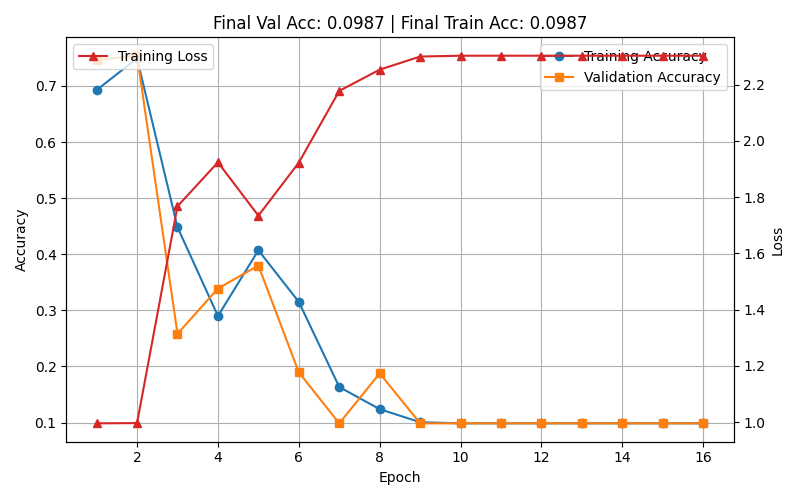 Final Val Acc: 0.0987 | Final Train Acc: 0.0987
Training Loss
Training Accuracy
Validation Accuracy
0.7
0.6
0.5
0.4
0.3
0.2
0.1
Accuracy
2.2
2.0
1.8
1.6
1.4
1.2
1.0
Loss
2 4 6 8 10 12 14 16
Epoch